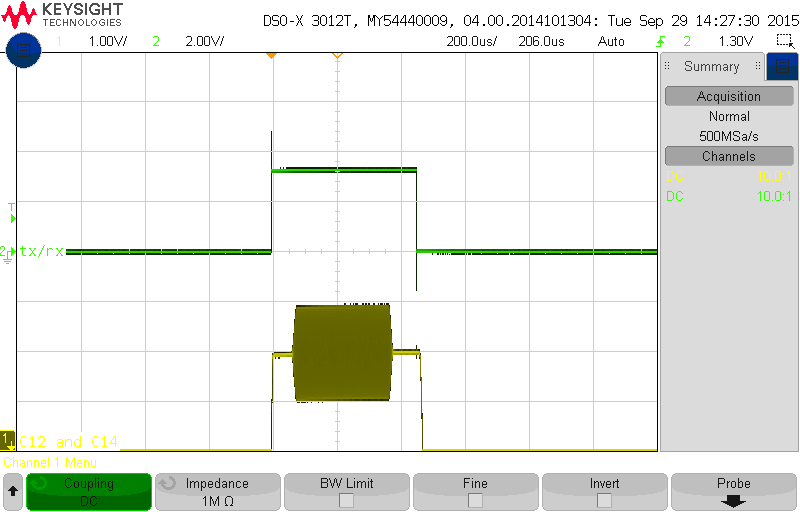 KEYSIGHT
TECHNOLOGIES
DSO-X 3012T, MY54440009, 04.00.2014101304: Tue Sep 29 14:27:30 2015
1 1.00V/ 2 2.00V/ 200.0us/ 206.0us Auto 2 1.30V
Summary
Acquisition
Normal
500MSa/s
Channels
DC 10.0:1
DC 10.0:1
T
2 tx/rx
1 C12 and C14
Channel 1 Menu
Coupling
DC
Impedance
1M Ω
BW Limit
Fine
Invert
Probe